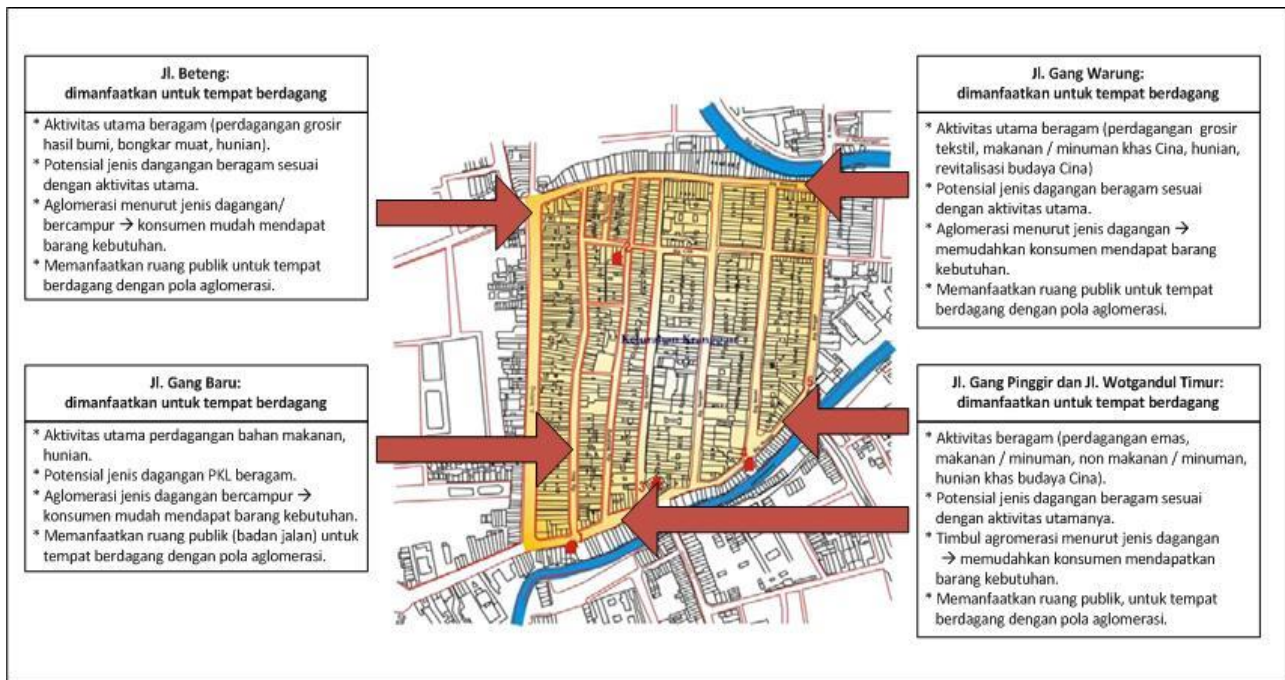 Jl. Beteng:
dimanfaatkan untuk tempat berdagang
* Aktivitas utama beragam (perdagangan grosir
hasil bumi, bongkar muat, hunian).
* Potensial jenis dangangan beragam sesuai
dengan aktivitas utama.
* Aglomerasi menurut jenis dagangan/
bercampur → konsumen mudah mendapat
barang kebutuhan.
* Memanfaatkan ruang publik untuk tempat
berdagang dengan pola aglomerasi.
Jl. Gang Baru:
dimanfaatkan untuk tempat berdagang
* Aktivitas utama perdagangan bahan makanan,
hunian.
* Potensial jenis dagangan PKL beragam.
* Aglomerasi jenis dagangan bercampur →
konsumen mudah mendapat barang kebutuhan.
* Memanfaatkan ruang publik (badan jalan) untuk
tempat berdagang dengan pola aglomerasi.
Kelurahan Kranggan
Jl. Gang Warung:
dimanfaatkan untuk tempat berdagang
* Aktivitas utama beragam (perdagangan grosir
tekstil, makanan / minuman khas Cina, hunian,
revitalisasi budaya Cina)
* Potensial jenis dagangan beragam sesuai
dengan aktivitas utama.
* Aglomerasi menurut jenis dagangan →
memudahkan konsumen mendapat barang
kebutuhan.
* Memanfaatkan ruang publik untuk tempat
berdagang dengan pola aglomerasi.
Jl. Gang Pinggir dan Jl. Wotgandul Timur:
dimanfaatkan untuk tempat berdagang
* Aktivitas beragam (perdagangan emas,
makanan / minuman, non makanan / minuman,
hunian khas budaya Cina).
* Potensial jenis dagangan beragam sesuai
dengan aktivitas utamanya.
* Timbul agromerasi menurut jenis dagangan
→ memudahkan konsumen mendapatkan
barang kebutuhan.
* Memanfaatkan ruang publik, untuk tempat
berdagang dengan pola aglomerasi.